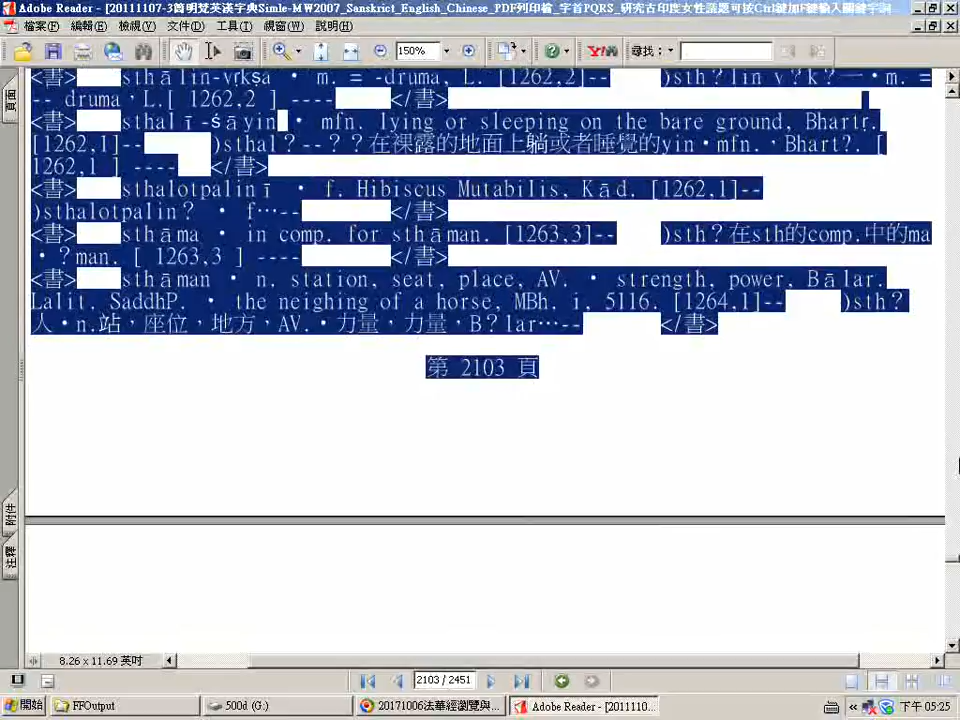 Adobe Reader - [20111107-3簡明梵英漢字典Simle-MW2007_Sanskrict_English_Chinese_PDF列印檔_字首PQRS_研究古印度女性議題可按Ctrl鍵加F鍵輸入關鍵字詞
檔案(F) 編輯(E) 檢視(V) 文件(D) 工具(T) 視窗(W) 說明(H)
150% 尋找：
頁面
<書> sthālin-vṛkṣa • m. = -druma, L. [1262,2]-- )sth？lin v？k？一•m. =
-- druma，L.[ 1262,2 ] ---- </書>
<書> sthalī-śāyin • mfn. lying or sleeping on the bare ground, Bhartṛ.
[1262,1]-- )sthal？--？？在裸露的地面上躺或者睡覺的yin•mfn.，Bhart?. [
1262,1 ] ---- </書>
<書> sthalotpalinī • f. Hibiscus Mutabilis, Kād. [1262,1]--
)sthalotpalin？ • f…-- </書>
<書> sthāma • in comp. for sthāman. [1263,3]-- )sth？在sth的comp.中的ma
•？man. [ 1263,3 ] ---- </書>
<書> sthāman • n. station, seat, place, AV. • strength, power, Bālar.
Lalit. SaddhP. • the neighing of a horse, MBh. i, 5116. [1264,1]-- )sth？
人•n.站，座位，地方，AV.•力量，力量，B？lar…-- </書>
第 2103 頁
附件
注釋
8.26 x 11.69 英吋
2103 / 2451
開始 FFOutput 500d (G:) 20171006法華經瀏覽與... Adobe Reader - [2011110... 下午 05:25